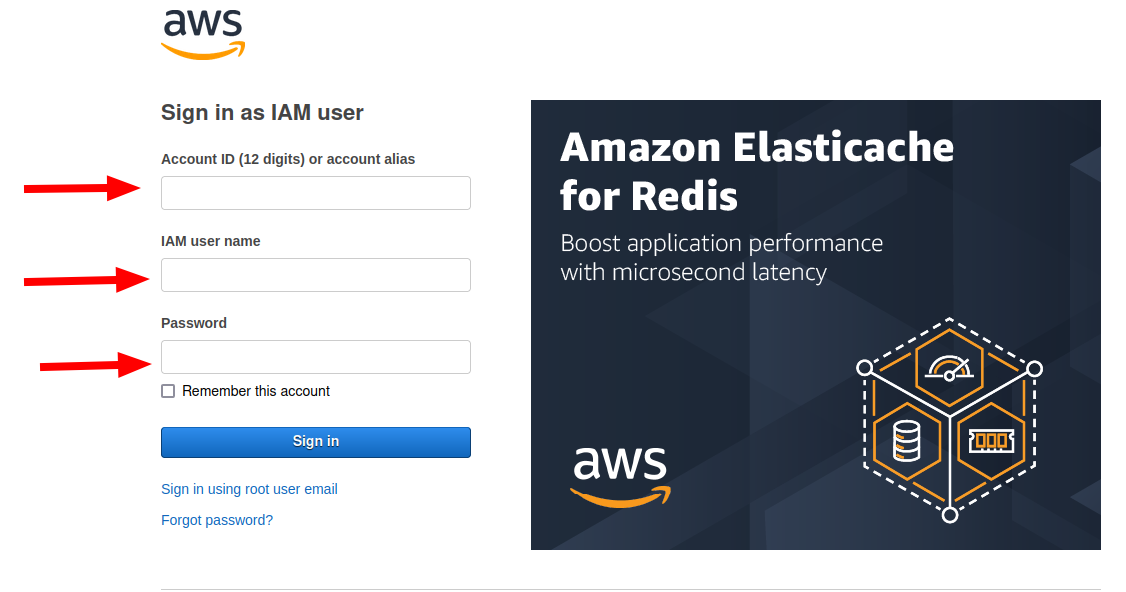 aws
Sign in as IAM user
Account ID (12 digits) or account alias
IAM user name
Password
Remember this account
Sign in
Sign in using root user email
Forgot password?
Amazon Elasticache
for Redis
Boost application performance
with microsecond latency
aws